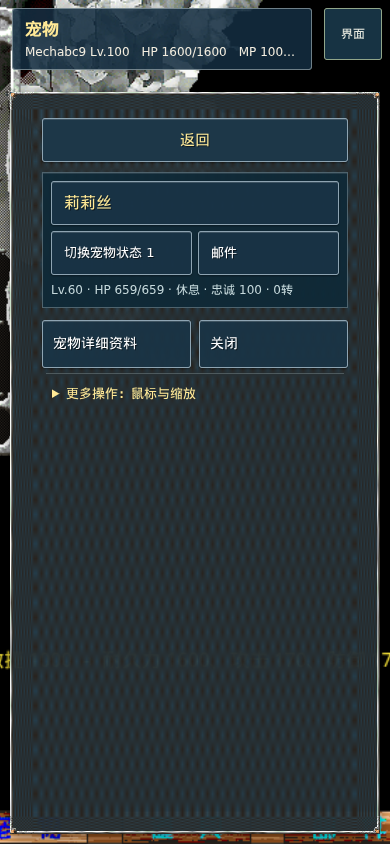 宠物
Mechabc9 Lv.100 HP 1600/1600 MP 100...
界面
返回
莉莉丝
切换宠物状态 1
邮件
Lv.60 · HP 659/659 · 休息 · 忠诚 100 · 0转
宠物详细资料
关闭
▶ 更多操作: 鼠标与缩放
7